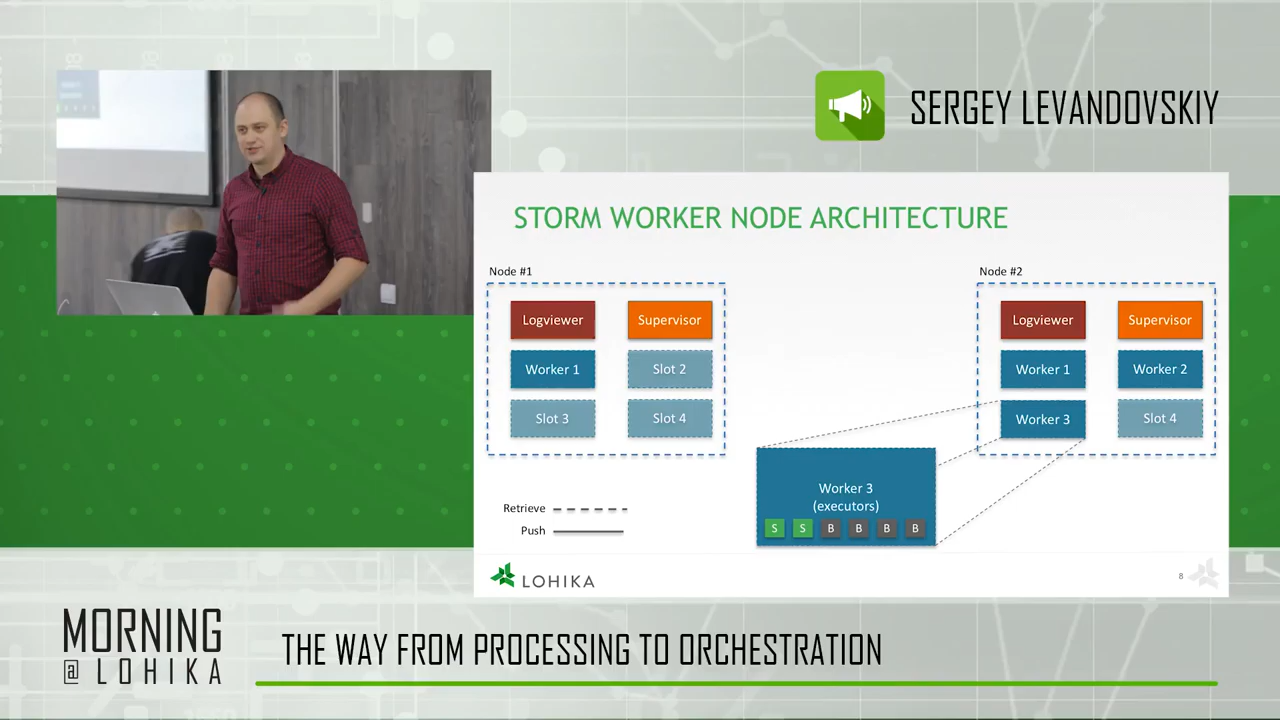 SERGEY LEVANDOVSKIY
STORM WORKER NODE ARCHITECTURE
Node #1
Logviewer
Supervisor
Worker 1
Slot 2
Slot 3
Slot 4
Node #2
Logviewer
Supervisor
Worker 1
Worker 2
Worker 3
Slot 4
Worker 3
(executors)
S S B B B B
Retrieve
Push
LOHIKA
8
MORNING
@ LOHIKA
THE WAY FROM PROCESSING TO ORCHESTRATION